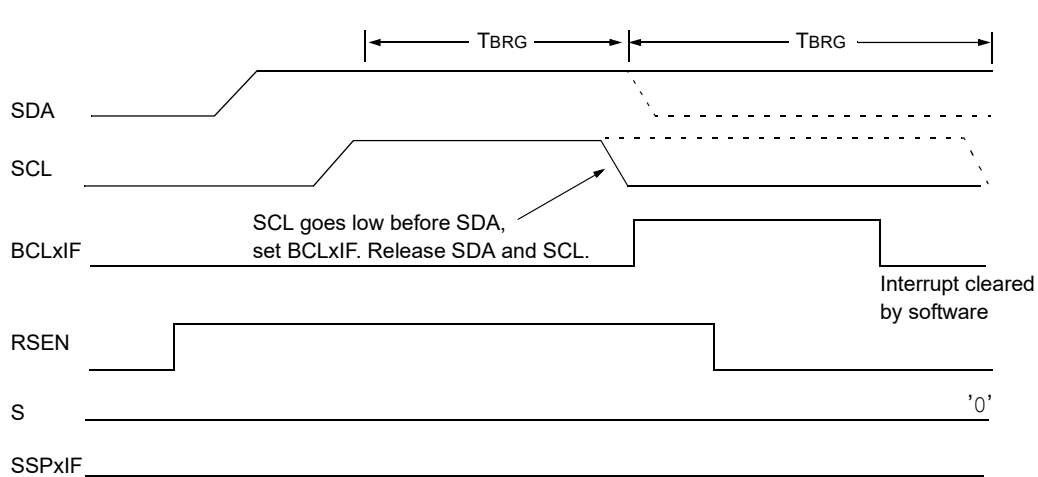 TBRG TBRG
SDA
SCL
SCL goes low before SDA,
set BCLxIF. Release SDA and SCL.
BCLxIF
Interrupt cleared
by software
RSEN
S
'0'
SSPxIF